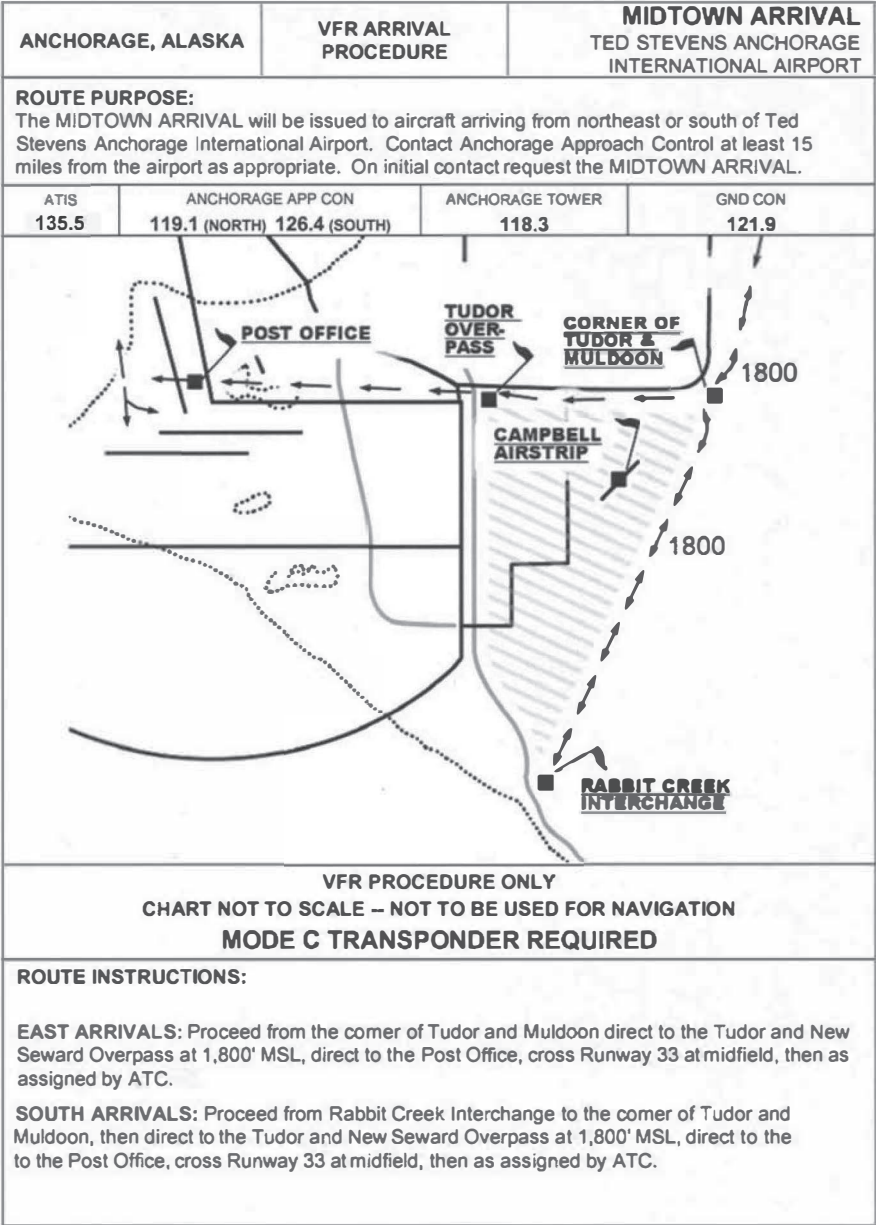 ANCHORAGE, ALASKA
VFR ARRIVAL
PROCEDURE
MIDTOWN ARRIVAL
TED STEVENS ANCHORAGE
INTERNATIONAL AIRPORT
ROUTE PURPOSE:
The MIDTOWN ARRIVAL will be issued to aircraft arriving from northeast or south of Ted
Stevens Anchorage International Airport. Contact Anchorage Approach Control at least 15
miles from the airport as appropriate. On initial contact request the MIDTOWN ARRIVAL.
ATIS
135.5
ANCHORAGE APP CON
119.1 (NORTH) 126.4 (SOUTH)
ANCHORAGE TOWER
118.3
GND CON
121.9
POST OFFICE
TUDOR
OVER-
PASS
CORNER OF
TUDOR &
MULDOON
1800
CAMPBELL
AIRSTRIP
1800
RABBIT CREEK
INTERCHANGE
VFR PROCEDURE ONLY
CHART NOT TO SCALE -- NOT TO BE USED FOR NAVIGATION
MODE C TRANSPONDER REQUIRED
ROUTE INSTRUCTIONS:
EAST ARRIVALS: Proceed from the corner of Tudor and Muldoon direct to the Tudor and New
Seward Overpass at 1,800' MSL, direct to the Post Office, cross Runway 33 at midfield, then as
assigned by ATC.
SOUTH ARRIVALS: Proceed from Rabbit Creek Interchange to the corner of Tudor and
Muldoon, then direct to the Tudor and New Seward Overpass at 1,800' MSL, direct to the
to the Post Office, cross Runway 33 at midfield, then as assigned by ATC.